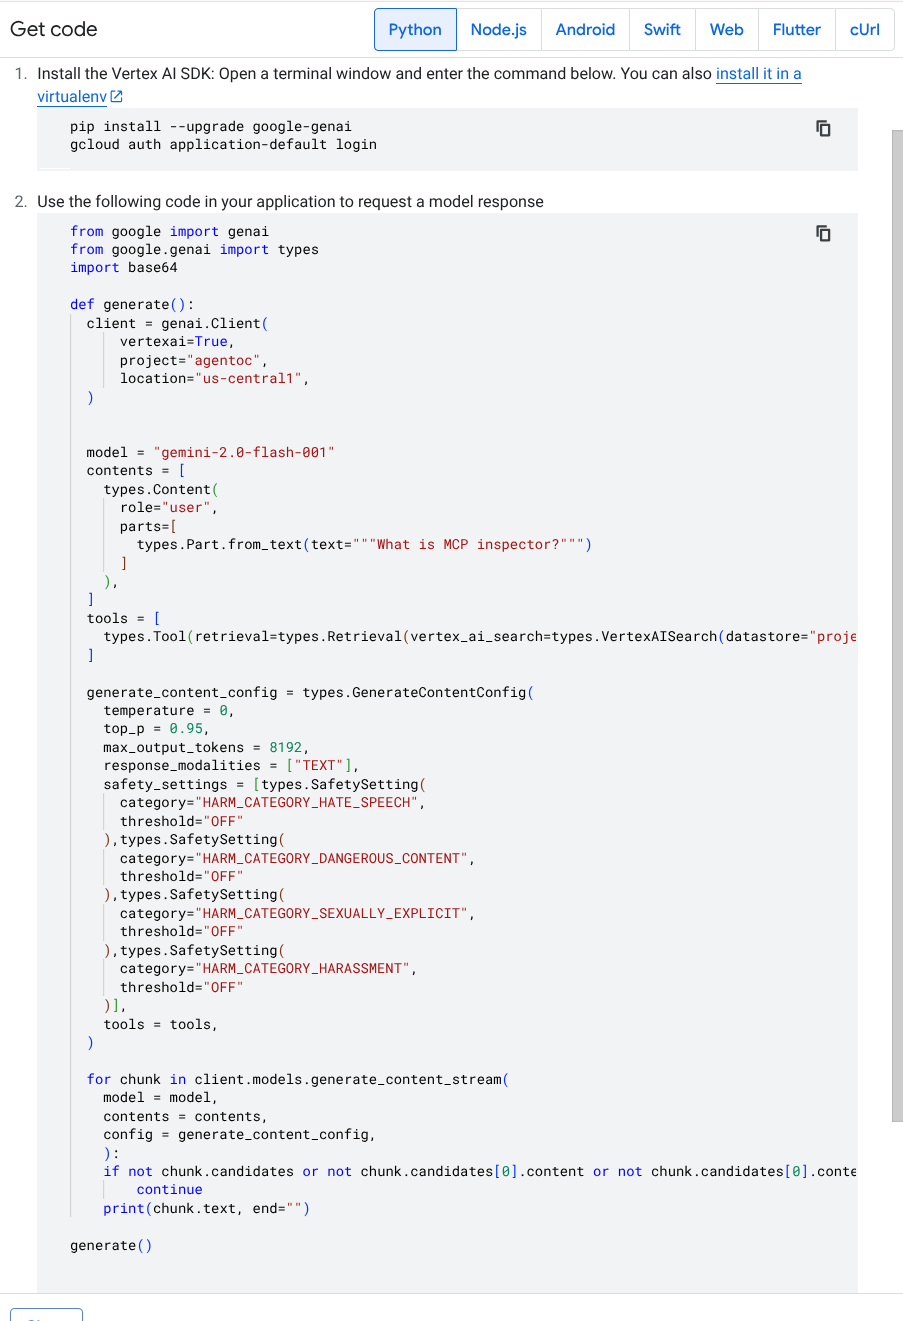 Get code
Python Node.js Android Swift Web Flutter cUrl
1. Install the Vertex AI SDK: Open a terminal window and enter the command below. You can also install it in a
virtualenv
pip install --upgrade google-genai
gcloud auth application-default login
2. Use the following code in your application to request a model response
from google import genai
from google.genai import types
import base64
def generate():
client = genai.Client(
vertexai=True,
project="agentoc",
location="us-central1",
)
model = "gemini-2.0-flash-001"
contents = [
types.Content(
role="user",
parts=[
types.Part.from_text(text="""What is MCP inspector?""")
]
),
]
tools = [
types.Tool(retrieval=types.Retrieval(vertex_ai_search=types.VertexAISearch(datastore="proje
]
generate_content_config = types.GenerateContentConfig(
temperature = 0,
top_p = 0.95,
max_output_tokens = 8192,
response_modalities = ["TEXT"],
safety_settings = [types.SafetySetting(
category="HARM_CATEGORY_HATE_SPEECH",
threshold="OFF"
),types.SafetySetting(
category="HARM_CATEGORY_DANGEROUS_CONTENT",
threshold="OFF"
),types.SafetySetting(
category="HARM_CATEGORY_SEXUALLY_EXPLICIT",
threshold="OFF"
),types.SafetySetting(
category="HARM_CATEGORY_HARASSMENT",
threshold="OFF"
)],
tools = tools,
)
for chunk in client.models.generate_content_stream(
model = model,
contents = contents,
config = generate_content_config,
):
if not chunk.candidates or not chunk.candidates[0].content or not chunk.candidates[0].conte
continue
print(chunk.text, end="")
generate()